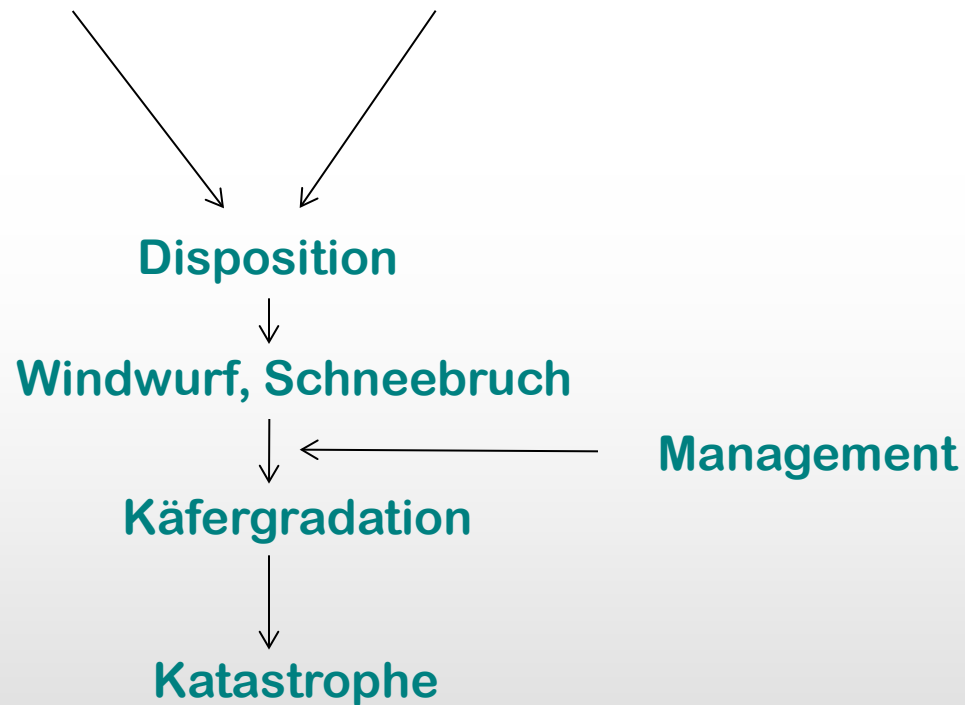 Disposition
Windwurf, Schneebruch
Management
Käfergradation
Katastrophe